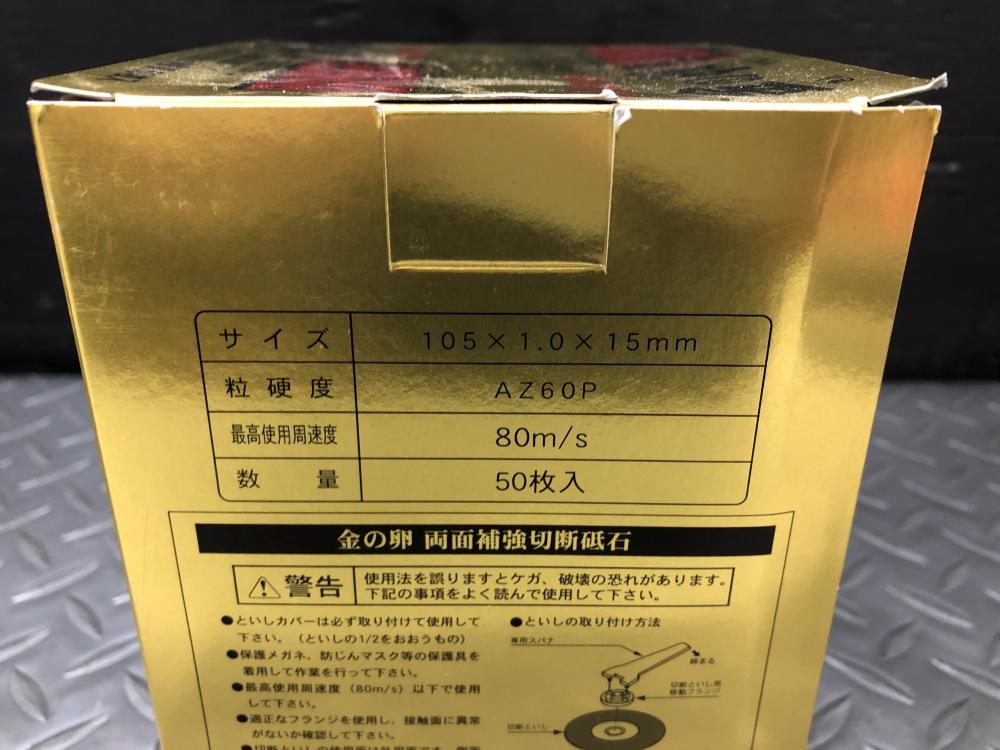 サイズ 105×1.0×15mm
粒硬度 AZ60P
最高使用周速度 80m/s
数量 50枚入
金の卵 両面補強切断砥石
警告 使用法を誤りますとケガ、破壊の恐れがあります。
下記の事項をよく読んで使用して下さい。
●といしカバーは必ず取り付けて使用して
下さい。(といしの1/2をおおうもの)
●保護メガネ、防じんマスク等の保護具を
着用して作業を行って下さい。
●最高使用周速度(80m/s)以下で使用
して下さい。
●適正なフランジを使用し、接触面に異常
がないか確認して下さい。
●といしの取り付け方法
専用スパナ
締まる
切断といし用
移動フランジ
切断といし